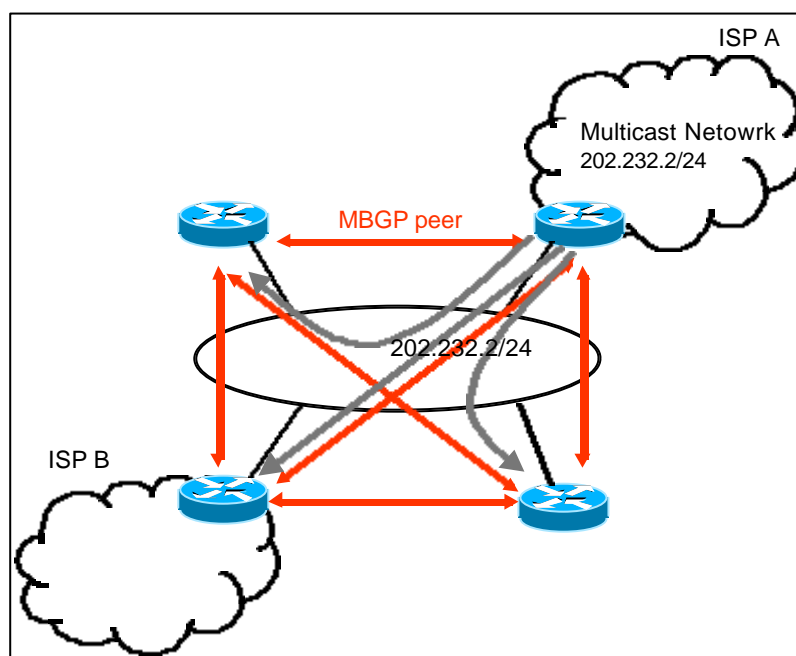 ISP A
Multicast Netowrk
202.232.2/24
MBGP peer
202.232.2/24
ISP B